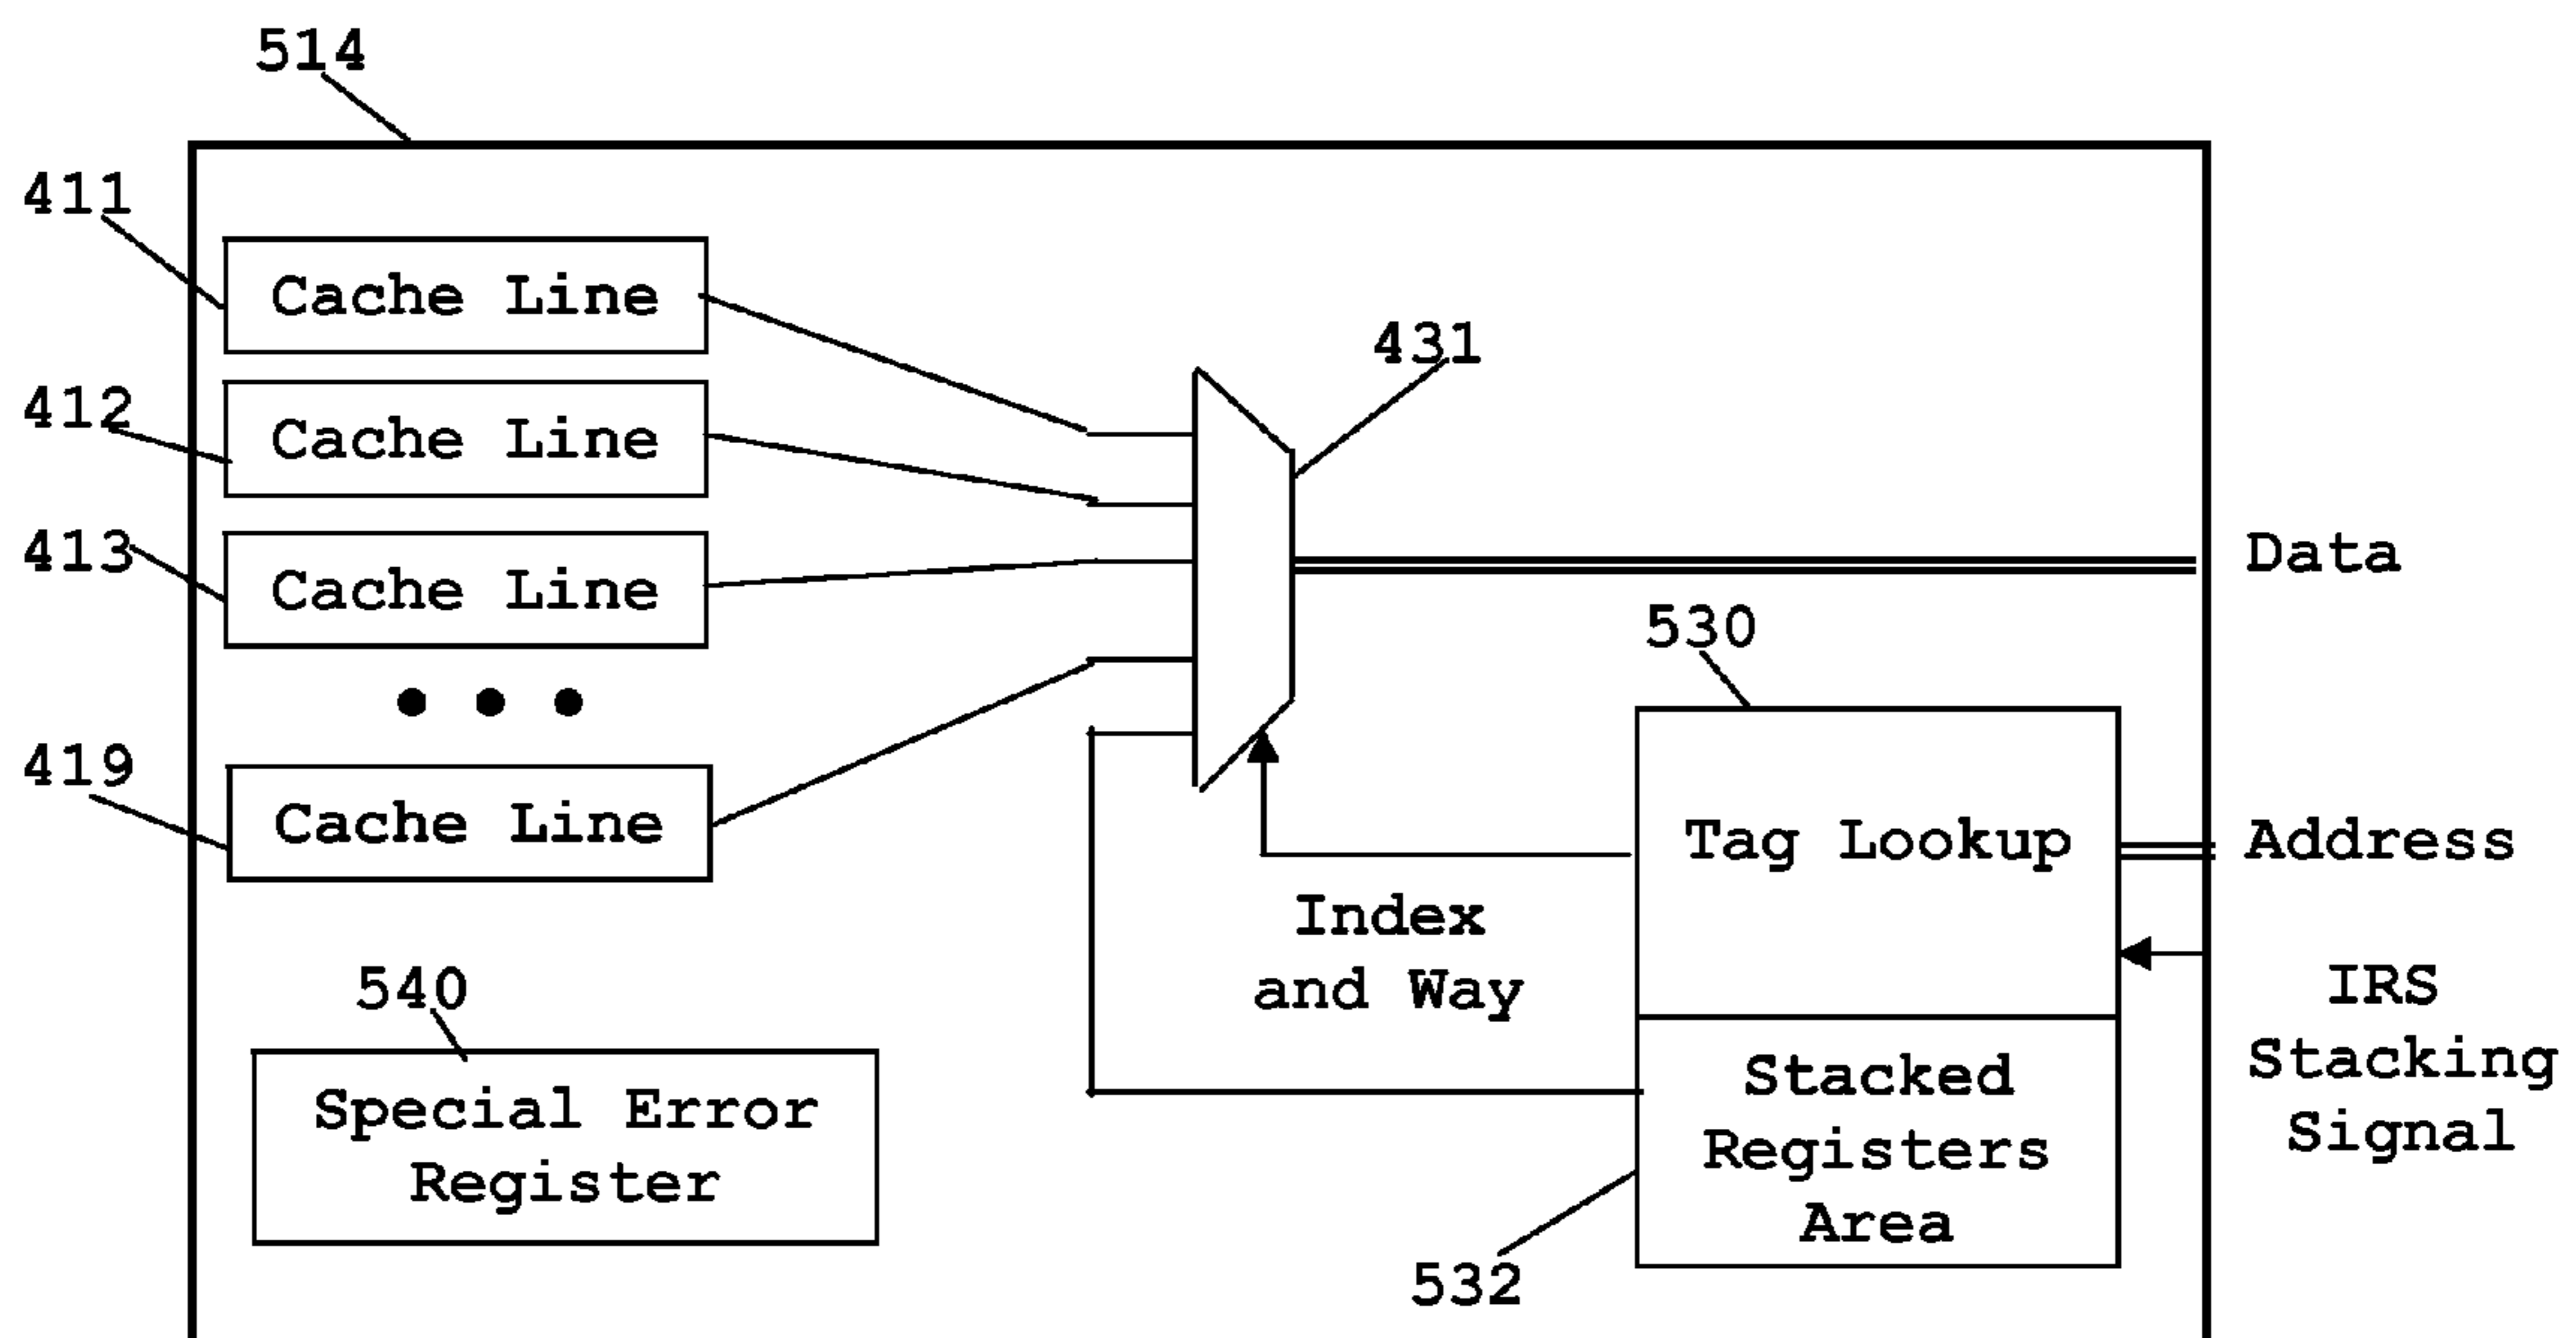 514
411
Cache Line
431
412
Cache Line
413
Cache Line
Data
530
419
Cache Line
Tag Lookup
Address
Index
and Way
540
IRS
Stacking
Signal
Special Error
Register
Stacked
Registers
Area
532